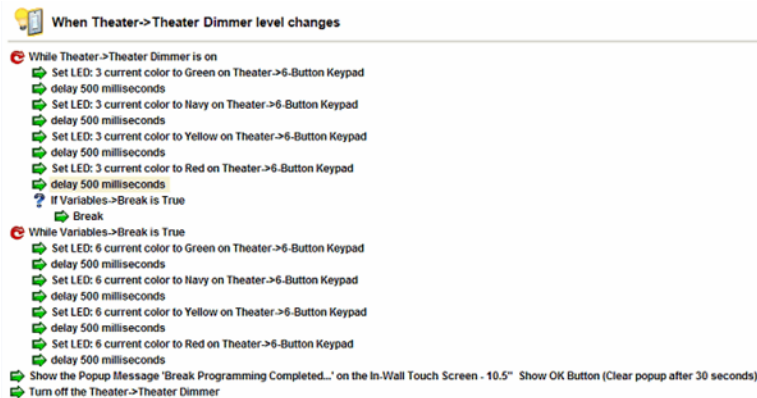 When Theater->Theater Dimmer level changes
While Theater->Theater Dimmer is on
Set LED: 3 current color to Green on Theater->6-Button Keypad
delay 500 milliseconds
Set LED: 3 current color to Navy on Theater->6-Button Keypad
delay 500 milliseconds
Set LED: 3 current color to Yellow on Theater->6-Button Keypad
delay 500 milliseconds
Set LED: 3 current color to Red on Theater->6-Button Keypad
delay 500 milliseconds
? If Variables->Break is True
Break
While Variables->Break is True
Set LED: 6 current color to Green on Theater->6-Button Keypad
delay 500 milliseconds
Set LED: 6 current color to Navy on Theater->6-Button Keypad
delay 500 milliseconds
Set LED: 6 current color to Yellow on Theater->6-Button Keypad
delay 500 milliseconds
Set LED: 6 current color to Red on Theater->6-Button Keypad
delay 500 milliseconds
Show the Popup Message 'Break Programming Completed...' on the In-Wall Touch Screen - 10.5" Show OK Button (Clear popup after 30 seconds)
Turn off the Theater->Theater Dimmer